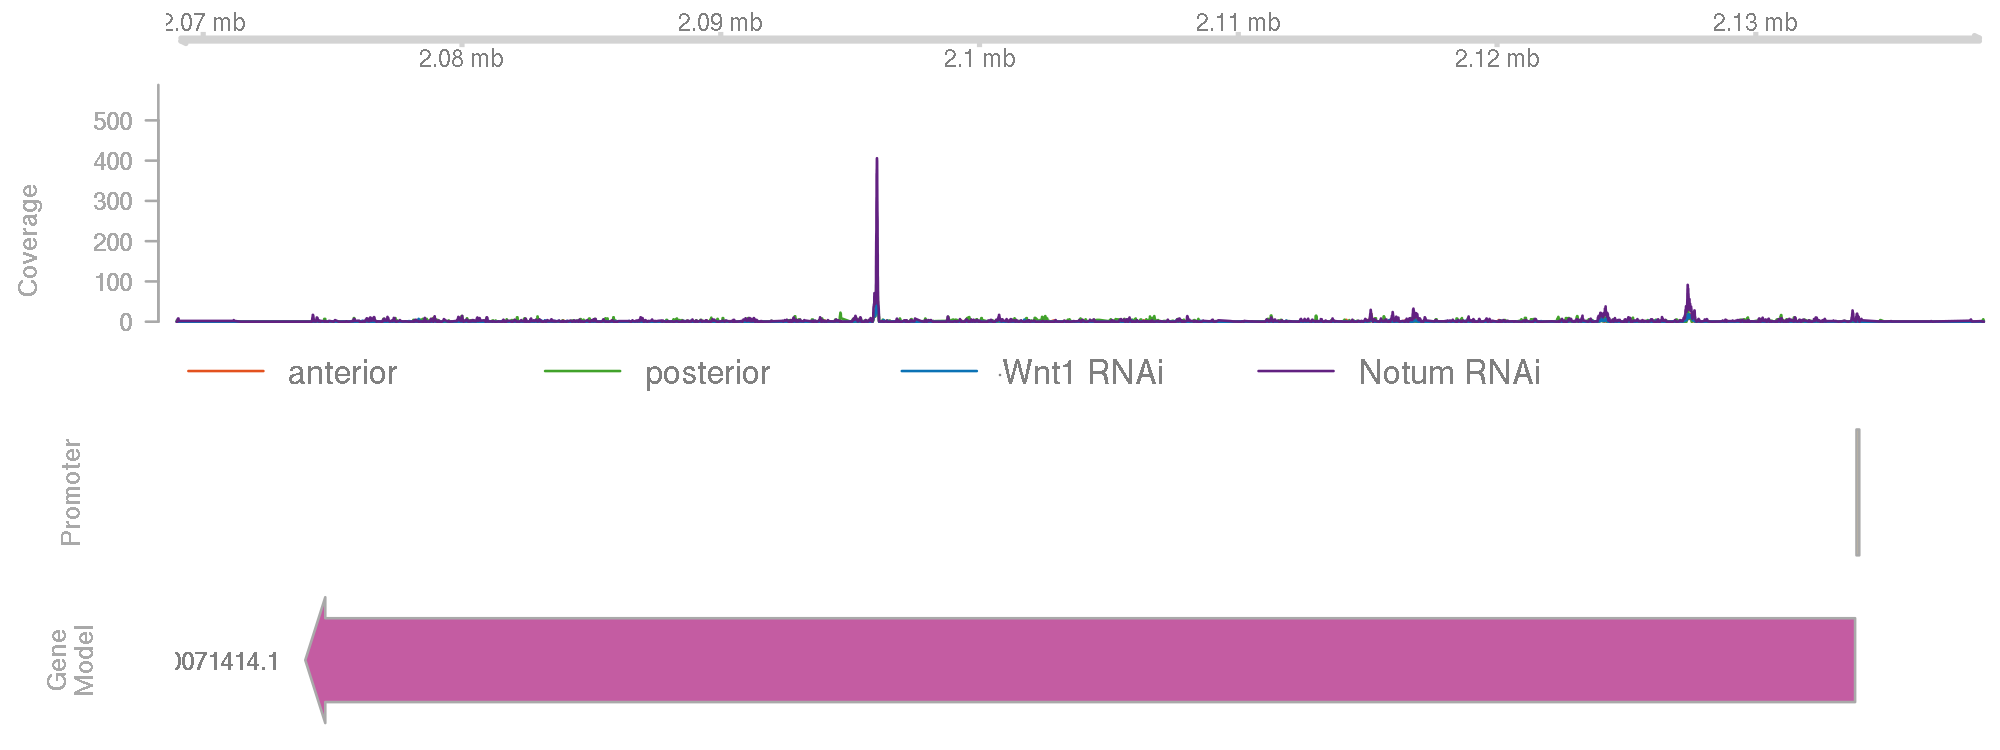 2.07 mb 2.09 mb 2.11 mb 2.13 mb
2.08 mb 2.1 mb 2.12 mb
Coverage
500
400
300
200
100
0
anterior posterior Wnt1 RNAi Notum RNAi
Promoter
Gene
Model
0071414.1